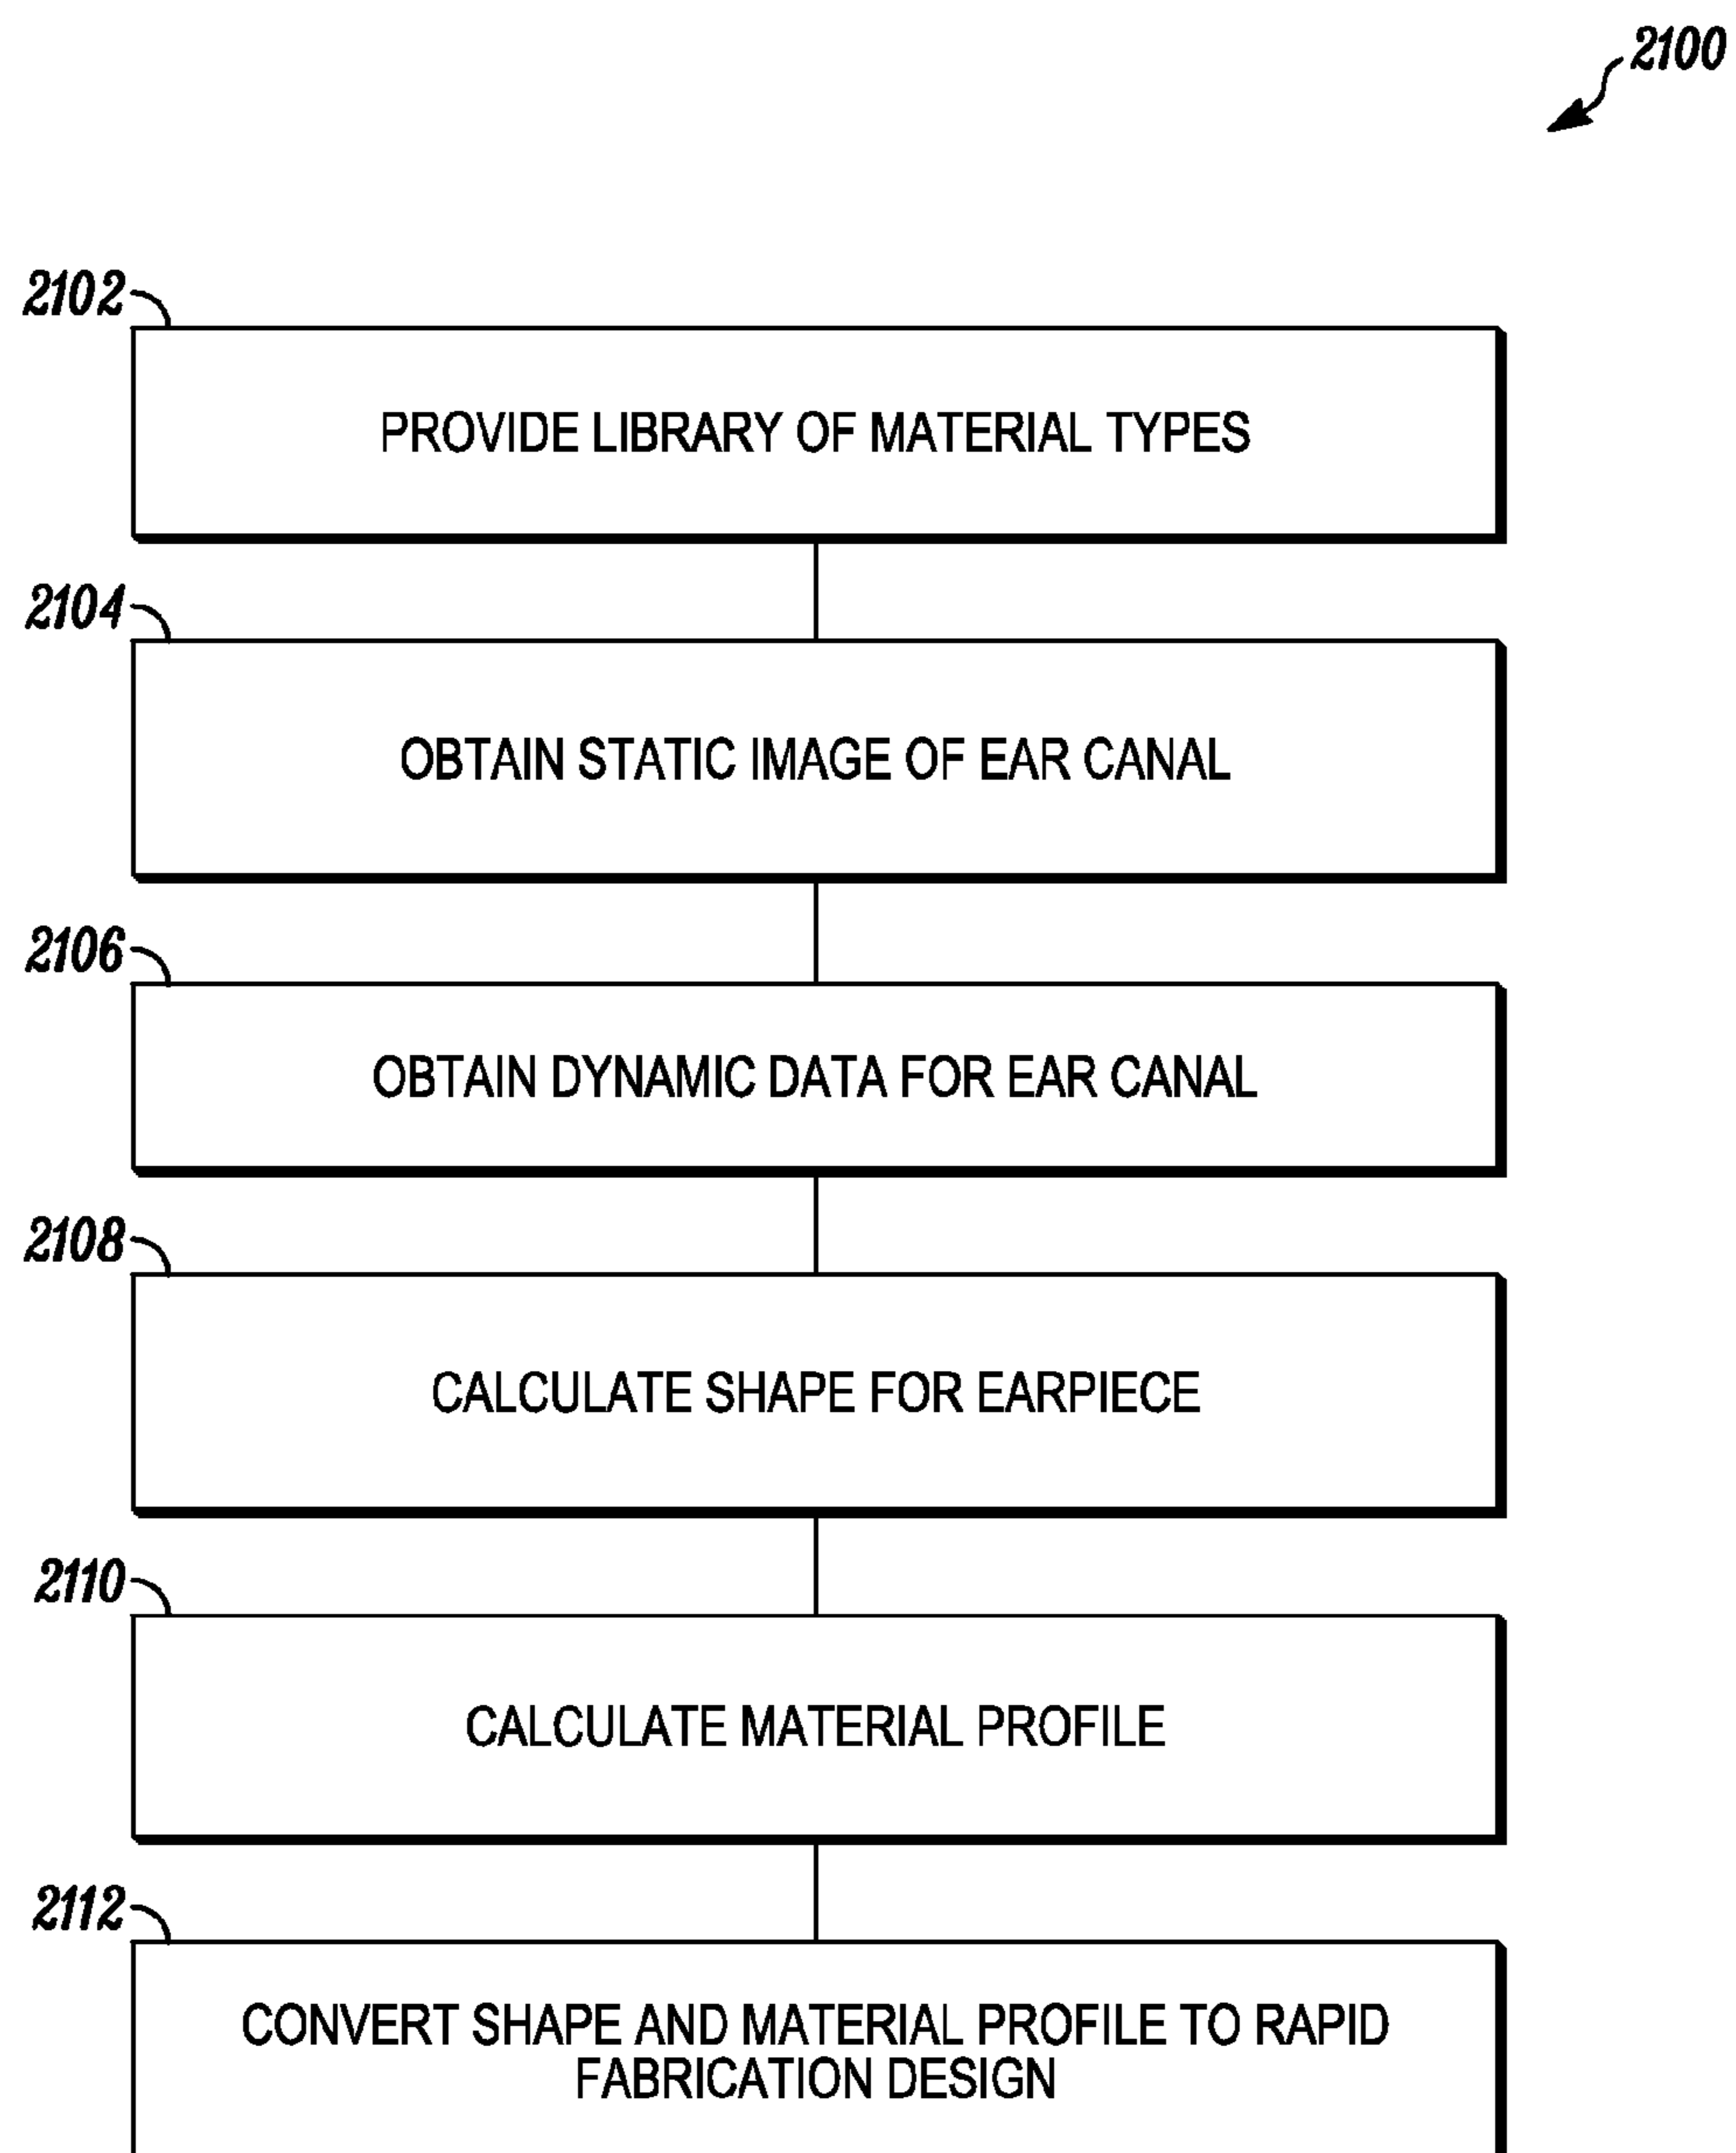 2100
2102
PROVIDE LIBRARY OF MATERIAL TYPES
2104
OBTAIN STATIC IMAGE OF EAR CANAL
2106
OBTAIN DYNAMIC DATA FOR EAR CANAL
2108
CALCULATE SHAPE FOR EARPIECE
2110
CALCULATE MATERIAL PROFILE
2112
CONVERT SHAPE AND MATERIAL PROFILE TO RAPID
FABRICATION DESIGN